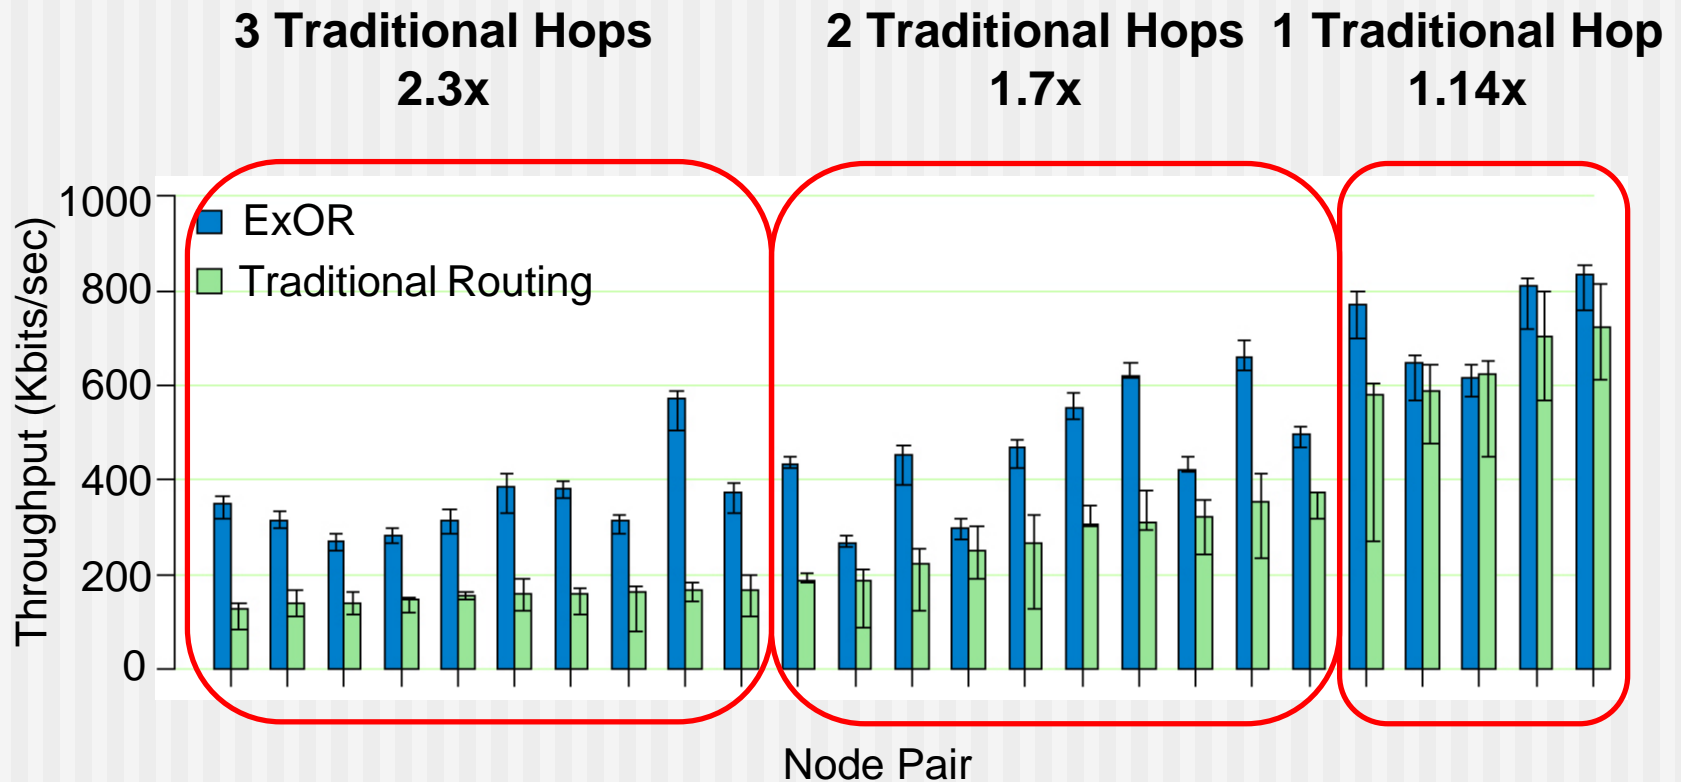 3 Traditional Hops
2.3x
2 Traditional Hops
1.7x
1 Traditional Hop
1.14x
Throughput (Kbits/sec)
1000
800
600
400
200
0
ExOR
Traditional Routing
Node Pair